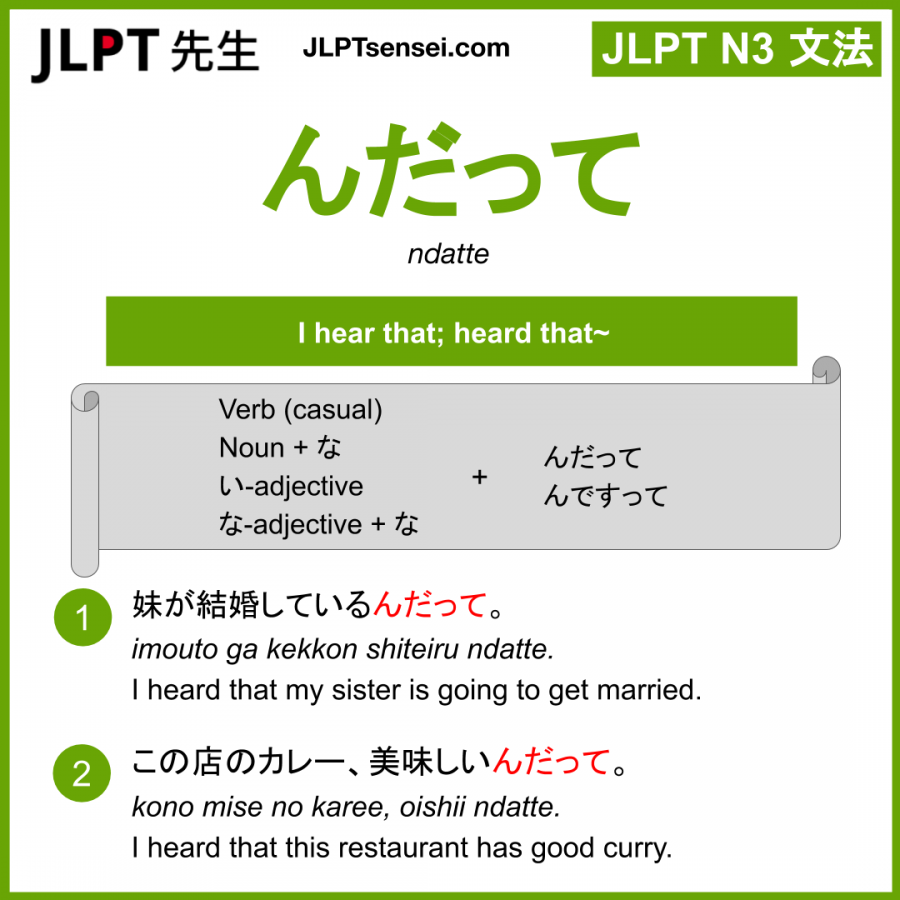 JLPT 先生
JLPTsensei.com
JLPT N3 文法
んだって
ndatte
I hear that; heard that~
Verb (casual)
Noun + な
い-adjective
な-adjective + な
+
んだって
んですって
1
妹が結婚しているんだって。
imouto ga kekkon shiteiru ndatte.
I heard that my sister is going to get married.
2
この店のカレー、美味しいんだって。
kono mise no karee, oishii ndatte.
I heard that this restaurant has good curry.